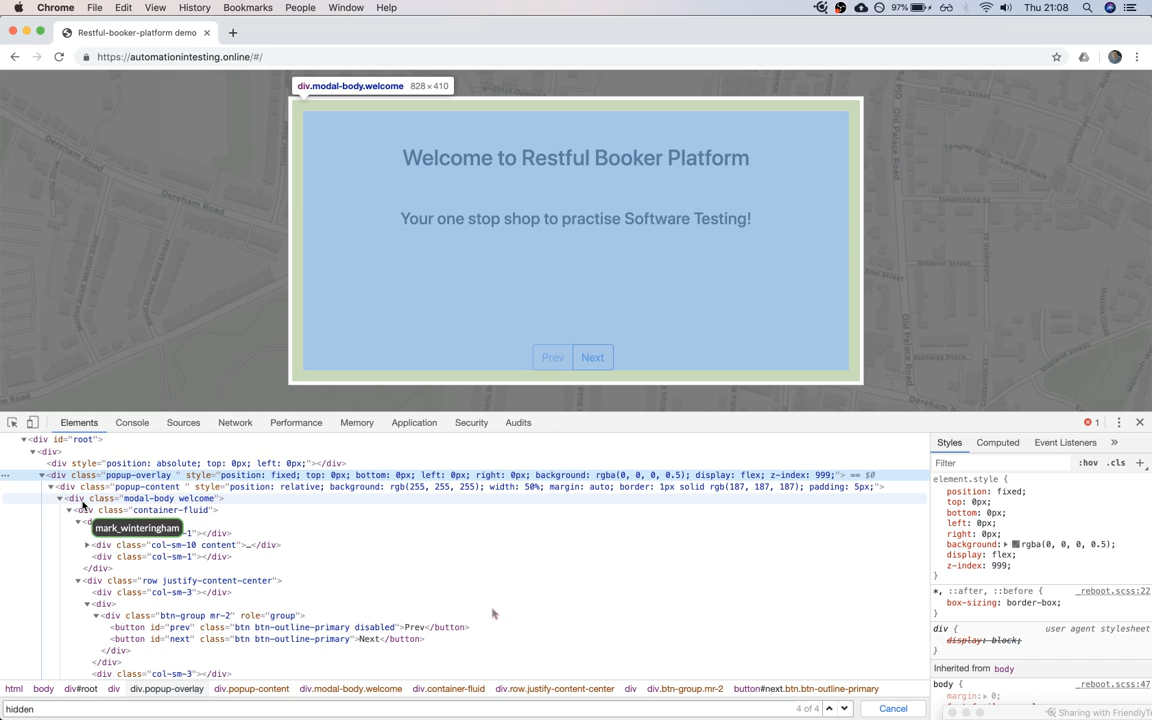 Chrome File Edit View History Bookmarks People Window Help 97% Thu 21:08
Restful-booker-platform demo
https://automationintesting.online/#/
div.modal-body.welcome 828 × 410
Welcome to Restful Booker Platform
Your one stop shop to practise Software Testing!
Prev Next
Elements Console Sources Network Performance Memory Application Security Audits 1
<div id="root">
<div>
<div style="position: absolute; top: 0px; left: 0px;"></div>
<div class="popup-overlay " style="position: fixed; top: 0px; bottom: 0px; left: 0px; right: 0px; background: rgba(0, 0, 0, 0.5); display: flex; z-index: 999;"> == $0
<div class="popup-content " style="position: relative; background: rgb(255, 255, 255); width: 50%; margin: auto; border: 1px solid rgb(187, 187, 187); padding: 5px;">
<div class="modal-body welcome">
<div class="container-fluid">
mark_winteringham
-1"></div>
<div class="col-sm-10 content">…</div>
<div class="col-sm-1"></div>
</div>
<div class="row justify-content-center">
<div class="col-sm-3"></div>
<div>
<div class="btn-group mr-2" role="group">
<button id="prev" class="btn btn-outline-primary disabled">Prev</button>
<button id="next" class="btn btn-outline-primary">Next</button>
</div>
</div>
<div class="col-sm-3"></div>
html body div#root div div.popup-overlay div.popup-content div.modal-body.welcome div.container-fluid div.row.justify-content-center div div.btn-group.mr-2 button#next.btn.btn-outline-primary
hidden 4 of 4 Cancel
Styles Computed Event Listeners »
Filter :hov .cls +
element.style {
position: fixed;
top: 0px;
bottom: 0px;
left: 0px;
right: 0px;
background: rgba(0, 0, 0, 0.5);
display: flex;
z-index: 999;
}
*, ::after, ::before { _reboot.scss:22
box-sizing: border-box;
}
div { user agent stylesheet
display: block;
}
Inherited from body
body { _reboot.scss:47
margin: 0;
Sharing with FriendlyTe